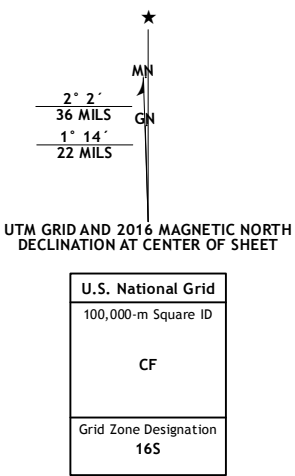 MN
2° 2´
36 MILS
GN
1° 14´
22 MILS
UTM GRID AND 2016 MAGNETIC NORTH
DECLINATION AT CENTER OF SHEET
U.S. National Grid
100,000-m Square ID
CF
Grid Zone Designation
16S